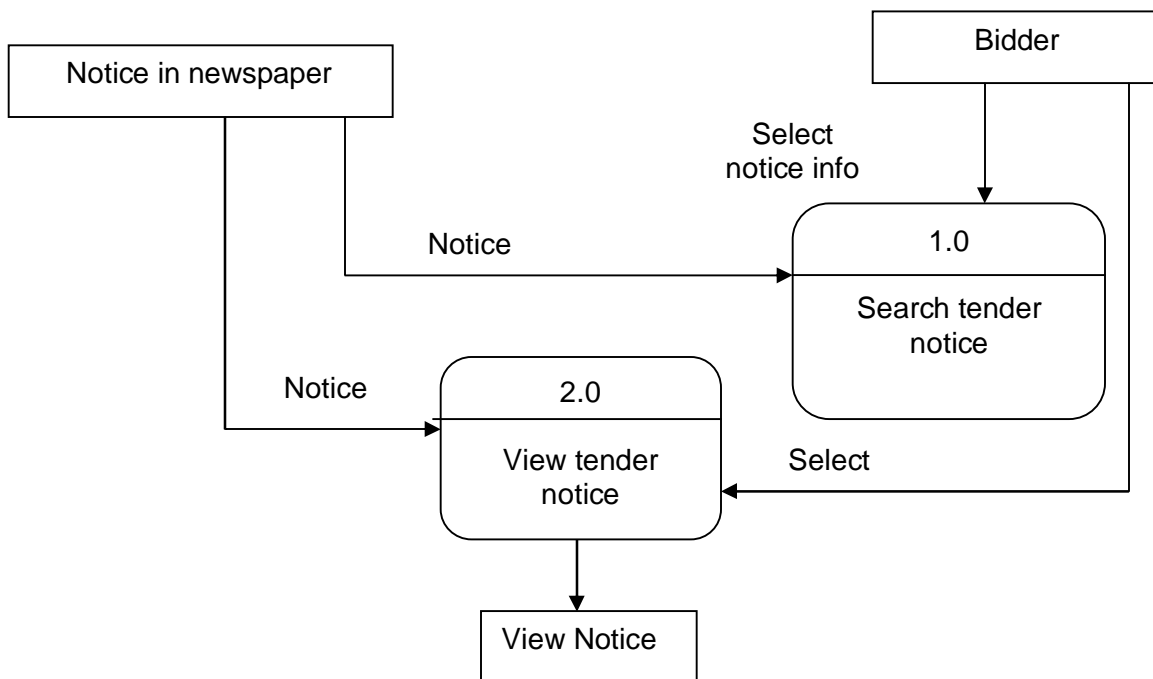 Bidder
Notice in newspaper
Select
notice info
1.0
Notice
Search tender
notice
2.0
Notice
View tender
notice
Select
View Notice